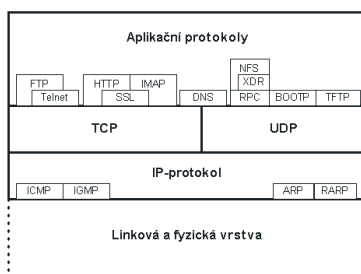 Aplikační protokoly
NFS
FTP HTTP IMAP XDR
Telnet SSL DNS RPC BOOTP TFTP
TCP UDP
IP-protokol
ICMP IGMP ARP RARP
Linková a fyzická vrstva